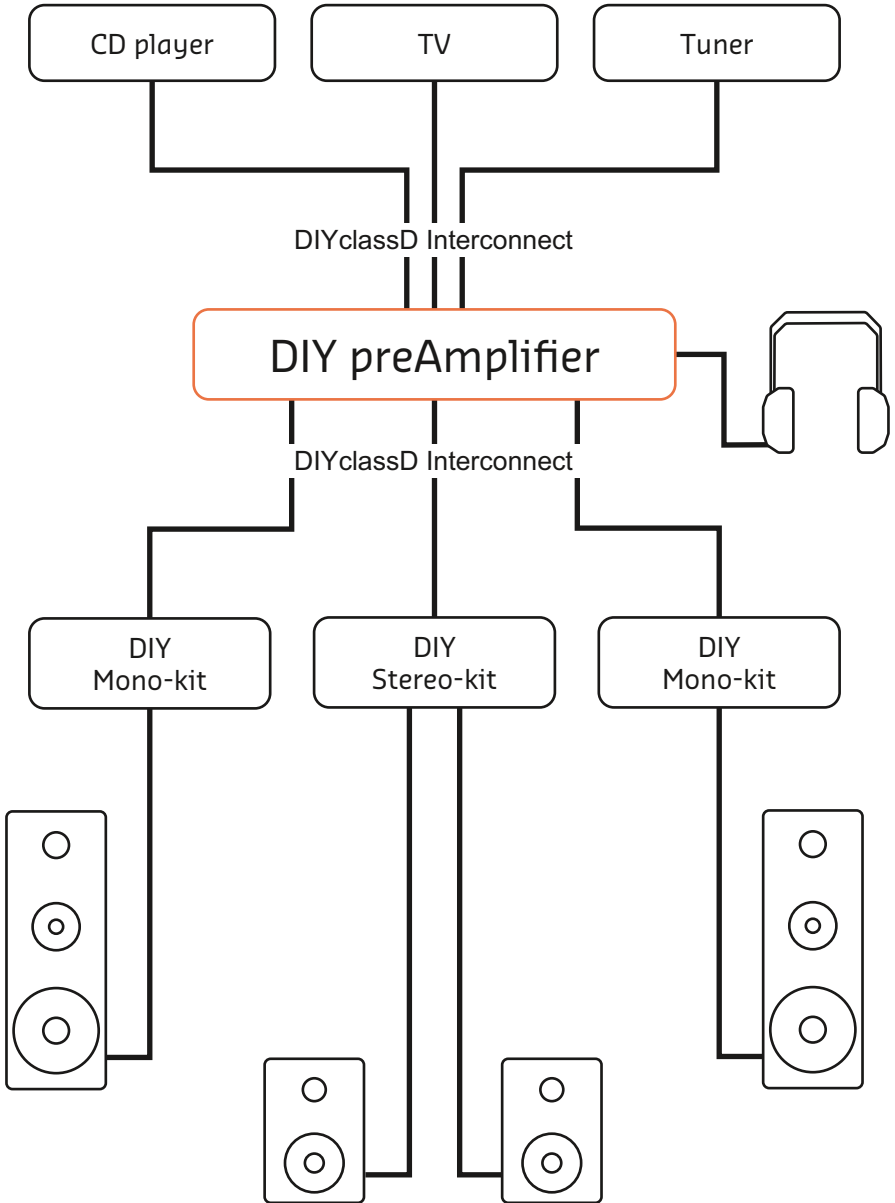 CD player
TV
Tuner
DIYclassD Interconnect
DIY preAmplifier
DIYclassD Interconnect
DIY
Mono-kit
DIY
Stereo-kit
DIY
Mono-kit